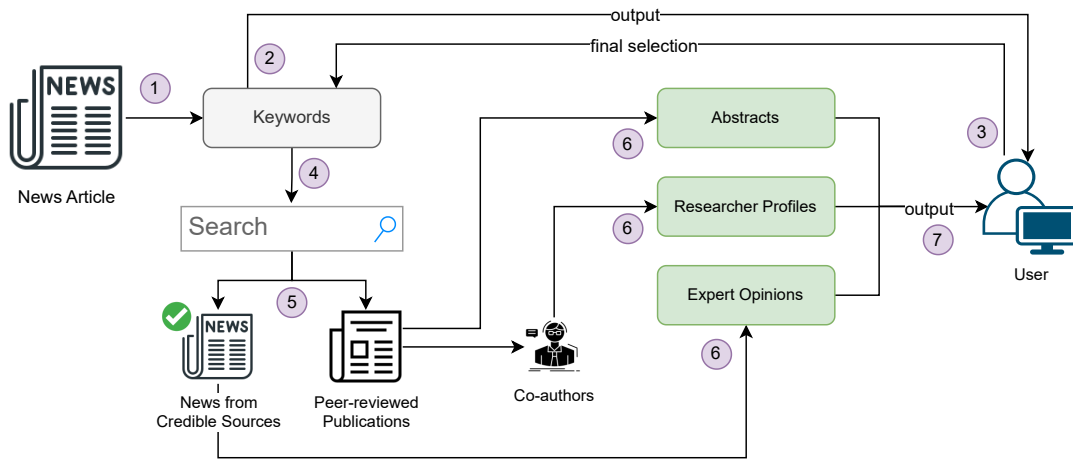 output
final selection
1
2
NEWS
Keywords
Abstracts
6
3
News Article
4
Search
Researcher Profiles
6
output
7
User
5
Expert Opinions
NEWS
6
Co-authors
News from
Credible Sources
Peer-reviewed
Publications